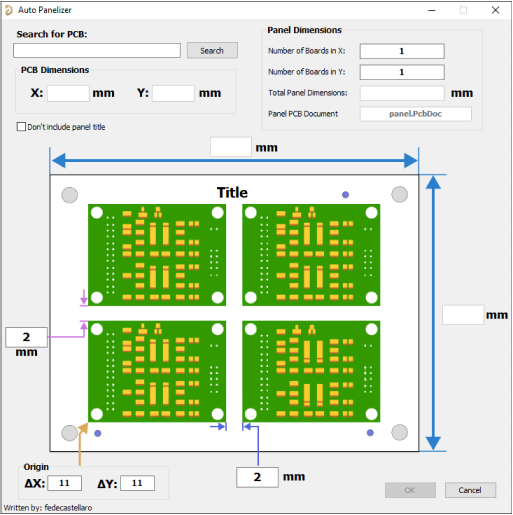 Auto Panelizer
Search for PCB:
Search
PCB Dimensions
X: mm Y: mm
Don't include panel title
Panel Dimensions
Number of Boards in X: 1
Number of Boards in Y: 1
Total Panel Dimensions: mm
Panel PCB Document panel.PcbDoc
mm
Title
mm
2
mm
2 mm
Origin
ΔX: 11 ΔY: 11
OK Cancel
Written by: fedecastellaro